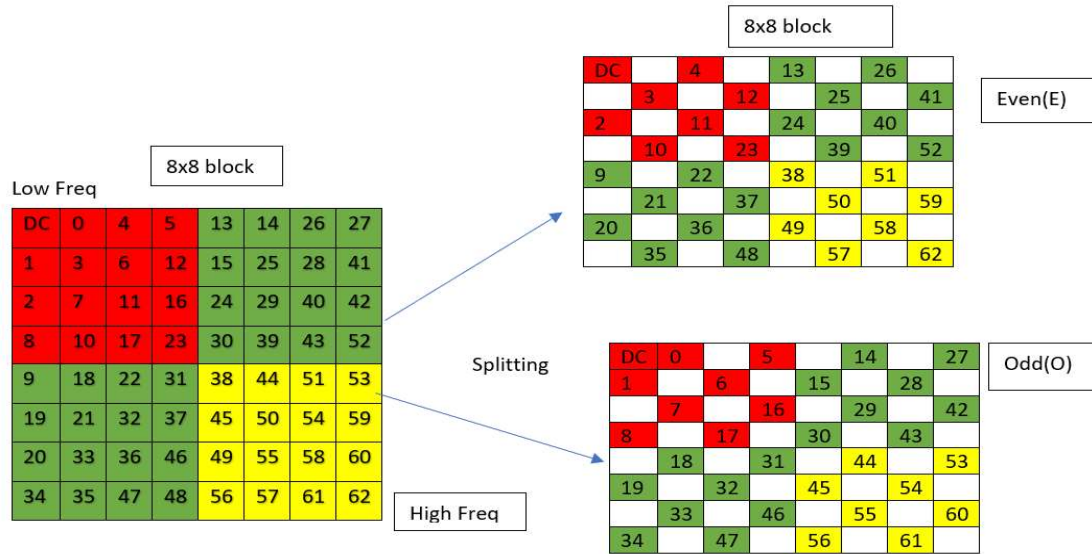 8x8 block
Low Freq
DC 0 4 5 13 14 26 27
1 3 6 12 15 25 28 41
2 7 11 16 24 29 40 42
8 10 17 23 30 39 43 52
9 18 22 31 38 44 51 53
19 21 32 37 45 50 54 59
20 33 36 46 49 55 58 60
34 35 47 48 56 57 61 62
High Freq
Splitting
8x8 block
DC 4 13 26
3 12 25 41
2 11 24 40
10 23 39 52
9 22 38 51
21 37 50 59
20 36 49 58
35 48 57 62
Even(E)
DC 0 5 14 27
1 6 15 28
7 16 29 42
8 17 30 43
18 31 44 53
19 32 45 54
33 46 55 60
34 47 56 61
Odd(O)